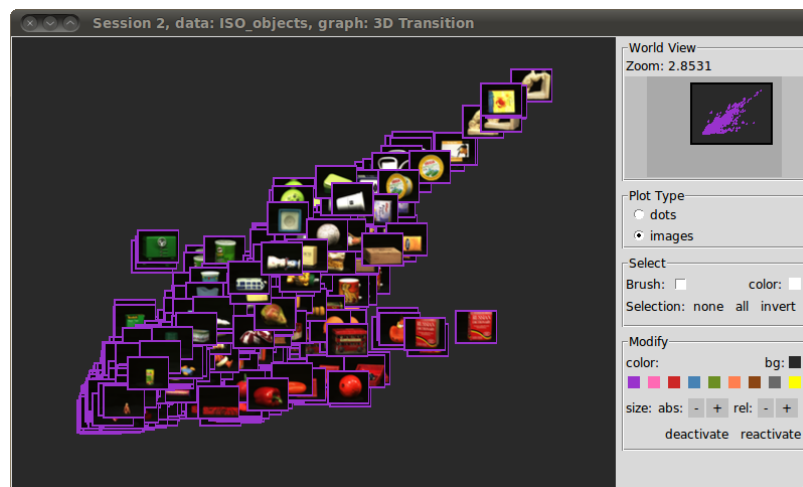 Session 2, data: ISO_objects, graph: 3D Transition
World View
Zoom: 2.8531
Plot Type
dots
images
Select
Brush: color:
Selection: none all invert
Modify
color: bg:
size: abs: - + rel: - +
deactivate reactivate